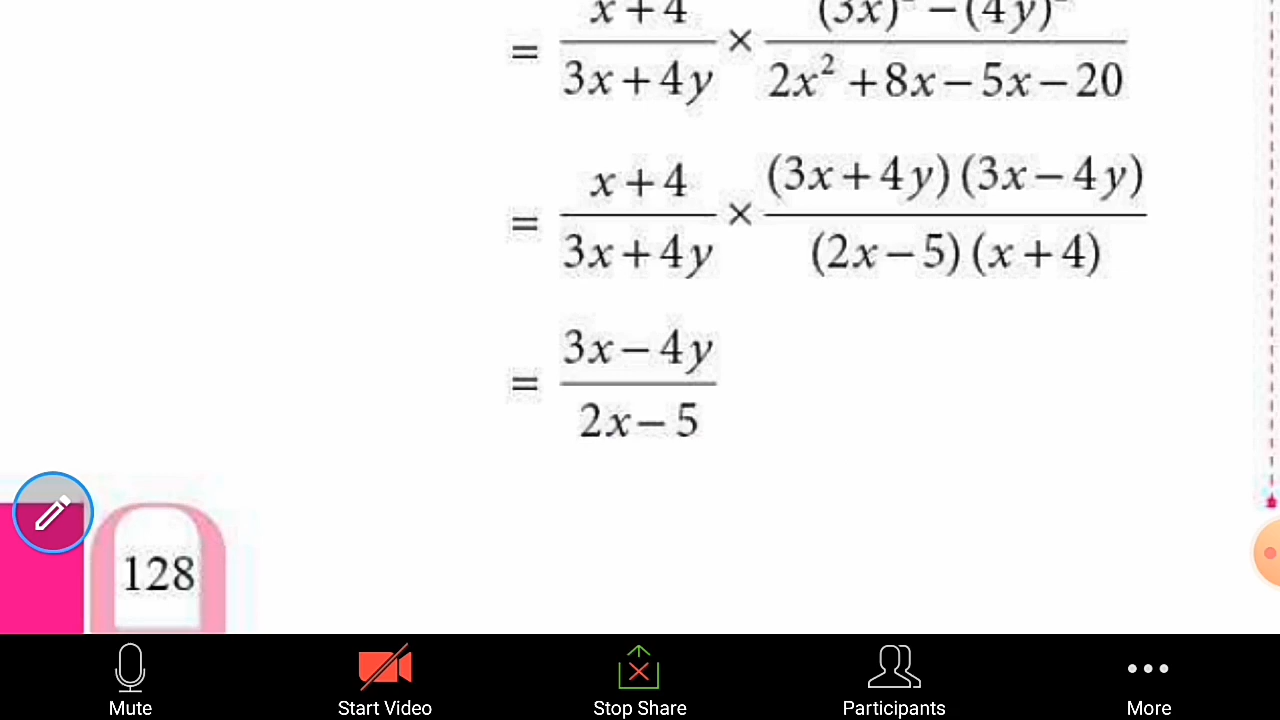 = x + 4 / 3x + 4y × (3x)² − (4y)² / 2x² + 8x − 5x − 20
= x + 4 / 3x + 4y × (3x + 4y) (3x − 4y) / (2x − 5) (x + 4)
= 3x − 4y / 2x − 5
128
Mute Start Video Stop Share Participants More